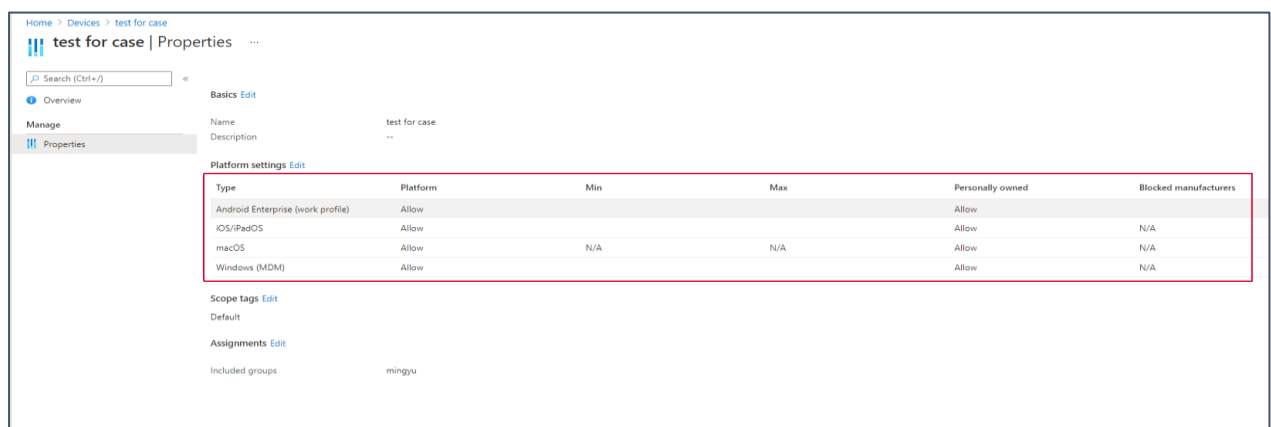 Home > Devices > test for case
test for case | Properties ...
Search (Ctrl+/) «
Overview
Manage
Properties
Basics Edit
Name test for case
Description --
Platform settings Edit
Type Platform Min Max Personally owned Blocked manufacturers
Android Enterprise (work profile) Allow Allow
iOS/iPadOS Allow Allow N/A
macOS Allow N/A N/A Allow N/A
Windows (MDM) Allow Allow N/A
Scope tags Edit
Default
Assignments Edit
Included groups mingyu